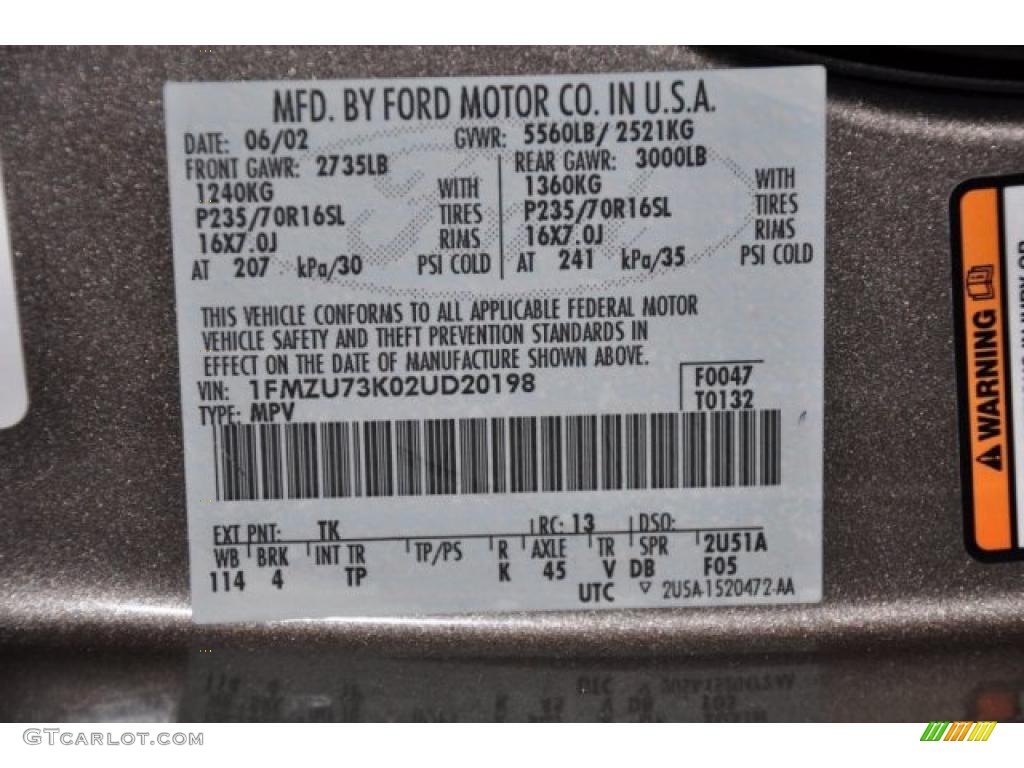 MFD. BY FORD MOTOR CO. IN U.S.A.
DATE: 06/02 GVWR: 5560LB/ 2521KG
FRONT GAWR: 2735LB REAR GAWR: 3000LB
1240KG WITH 1360KG WITH
P235/70R16SL TIRES P235/70R16SL TIRES
16X7.0J RIMS 16X7.0J RIMS
AT 207 kPa/30 PSI COLD AT 241 kPa/35 PSI COLD
THIS VEHICLE CONFORMS TO ALL APPLICABLE FEDERAL MOTOR
VEHICLE SAFETY AND THEFT PREVENTION STANDARDS IN
EFFECT ON THE DATE OF MANUFACTURE SHOWN ABOVE.
VIN: 1FMZU73K02UD20198 F0047
TYPE: MPV T0132
EXT PNT: TK RC: 13 DSO:
WB BRK INT TR TP/PS R AXLE TR SPR 2U51A
114 4 TP K 45 V DB F05
UTC ▽ 2U5A-1520472-AA
WARNING
GTcarlot.com